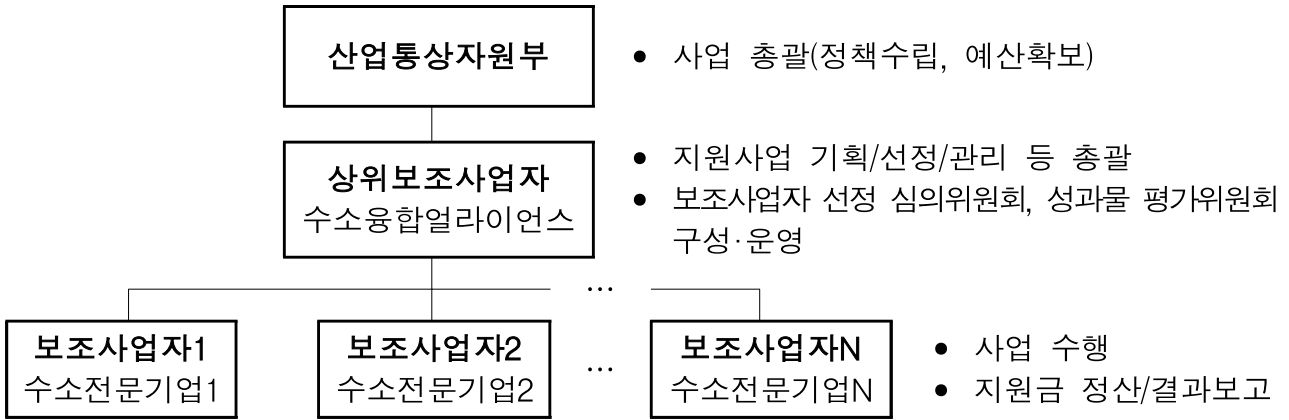 산업통상자원부
• 사업 총괄(정책수립, 예산확보)
상위보조사업자
수소융합얼라이언스
• 지원사업 기획/선정/관리 등 총괄
• 보조사업자 선정 심의위원회, 성과물 평가위원회
구성·운영
...
보조사업자1
수소전문기업1
보조사업자2
수소전문기업2
...
보조사업자N
수소전문기업N
• 사업 수행
• 지원금 정산/결과보고